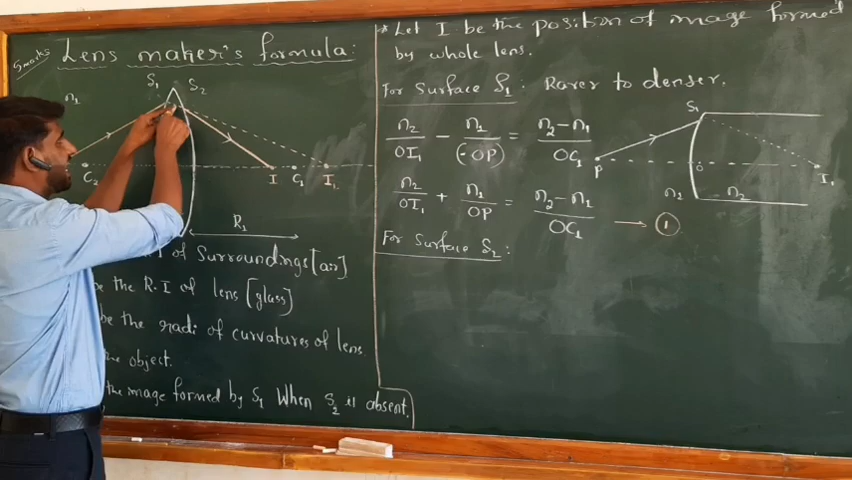 5marks Lens maker's formula:
S₁ S₂
n₁
C₂ I C₁ I₁
R₁
of Surroundings [air]
be the R.I of lens [glass]
be the radi of curvatures of lens.
the object.
the image formed by S₁ When S₂ is absent.
* Let I be the position of image formed
by whole lens.
For Surface S₁: Rarer to denser.
n₂/OI₁ − n₁/(-OP) = n₂-n₁/OC₁
n₂/OI₁ + n₁/OP = n₂-n₁/OC₁ → ①
For Surface S₂:
S₁
P O I₁
n₁ n₂